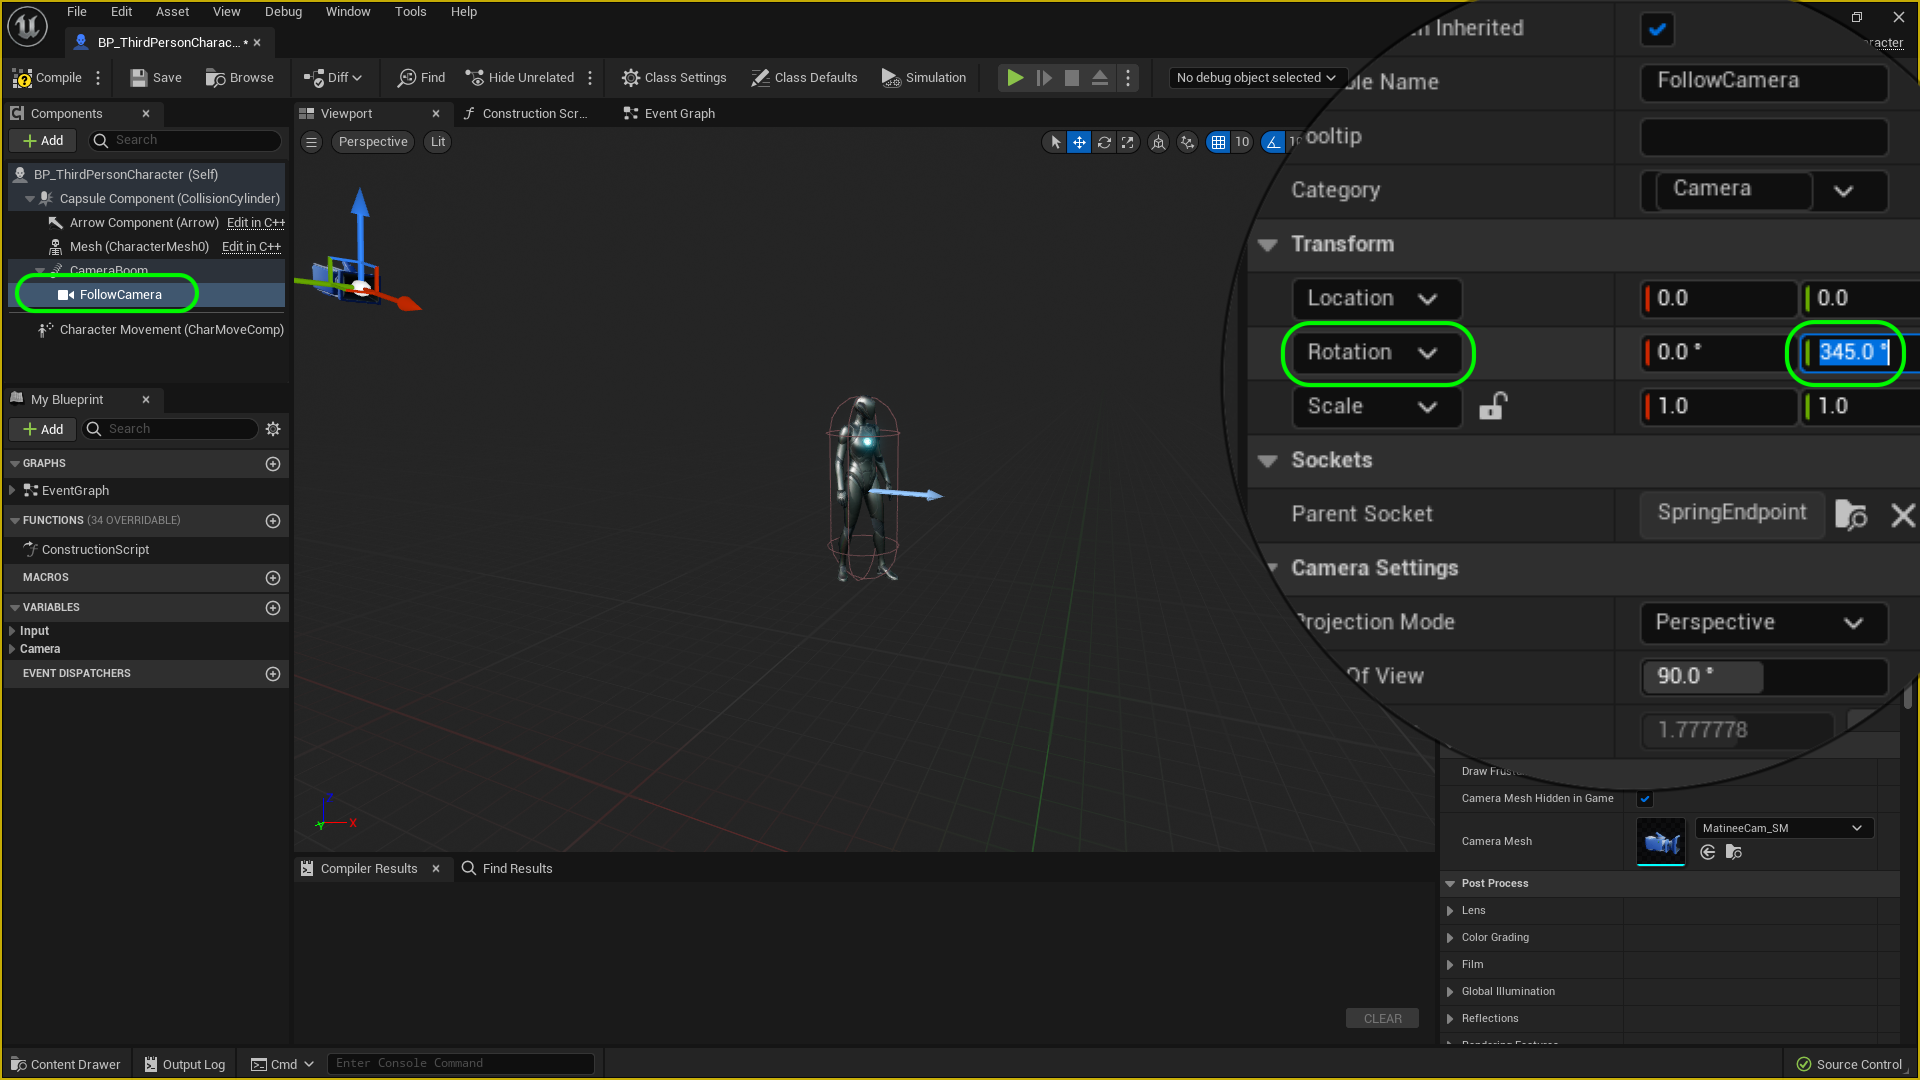 File Edit Asset View Debug Window Tools Help
BP_ThirdPersonCharac... •
Compile Save Browse Diff Find Hide Unrelated Class Settings Class Defaults Simulation No debug object selected
Components
Viewport Construction Scr... Event Graph
Add Search
Perspective Lit 10
BP_ThirdPersonCharacter (Self)
Capsule Component (CollisionCylinder)
Arrow Component (Arrow) Edit in C++
Mesh (CharacterMesh0) Edit in C++
CameraBoom
FollowCamera
Character Movement (CharMoveComp)
My Blueprint
Add Search
GRAPHS
EventGraph
FUNCTIONS (34 OVERRIDABLE)
ConstructionScript
MACROS
VARIABLES
Input
Camera
EVENT DISPATCHERS
Z
Y X
Compiler Results Find Results
CLEAR
Inherited
Name FollowCamera
ooltip
Category Camera
Transform
Location 0.0 0.0
Rotation 0.0 ° 345.0 °
Scale 1.0 1.0
Sockets
Parent Socket SpringEndpoint
Camera Settings
Projection Mode Perspective
Of View 90.0 °
1.777778
Draw Frust
Camera Mesh Hidden in Game
Camera Mesh MatineeCam_SM
Post Process
Lens
Color Grading
Film
Global Illumination
Reflections
Rendering Features
Content Drawer Output Log Cmd Enter Console Command Source Control